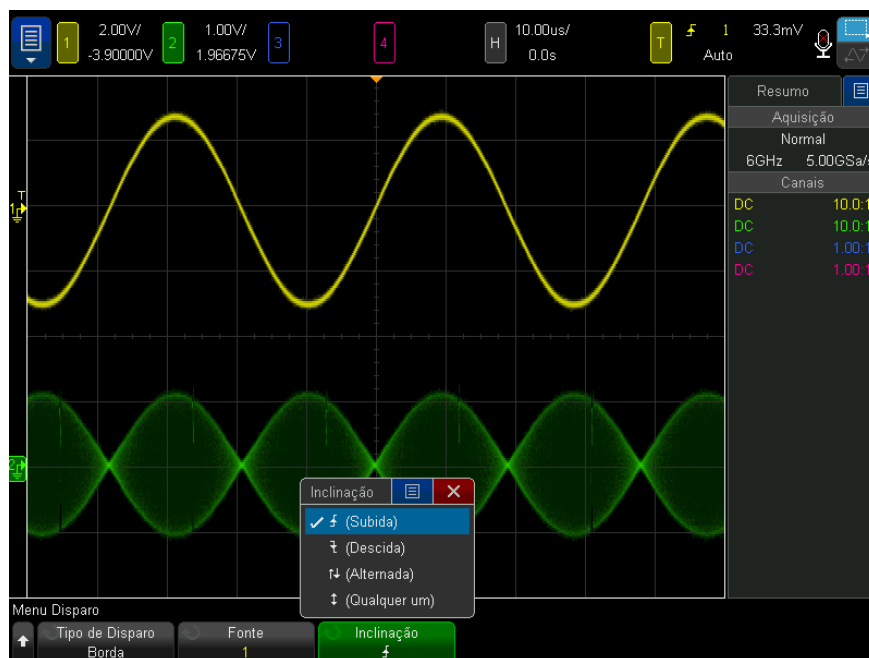 1 2.00V/ 2 1.00V/ 3 4 H 10.00us/ T 1 33.3mV
-3.90000V 1.96675V 0.0s Auto
Resumo
Aquisição
Normal
6GHz 5.00GSa/s
Canais
DC 10.0:1
DC 10.0:1
DC 1.00:1
DC 1.00:1
T
1
2
Inclinação
(Subida)
(Descida)
(Alternada)
(Qualquer um)
Menu Disparo
Tipo de Disparo Fonte Inclinação
Borda 1